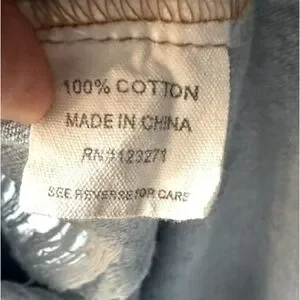 100% COTTON
MADE IN CHINA
RN#123271
SEE REVERSE FOR CARE